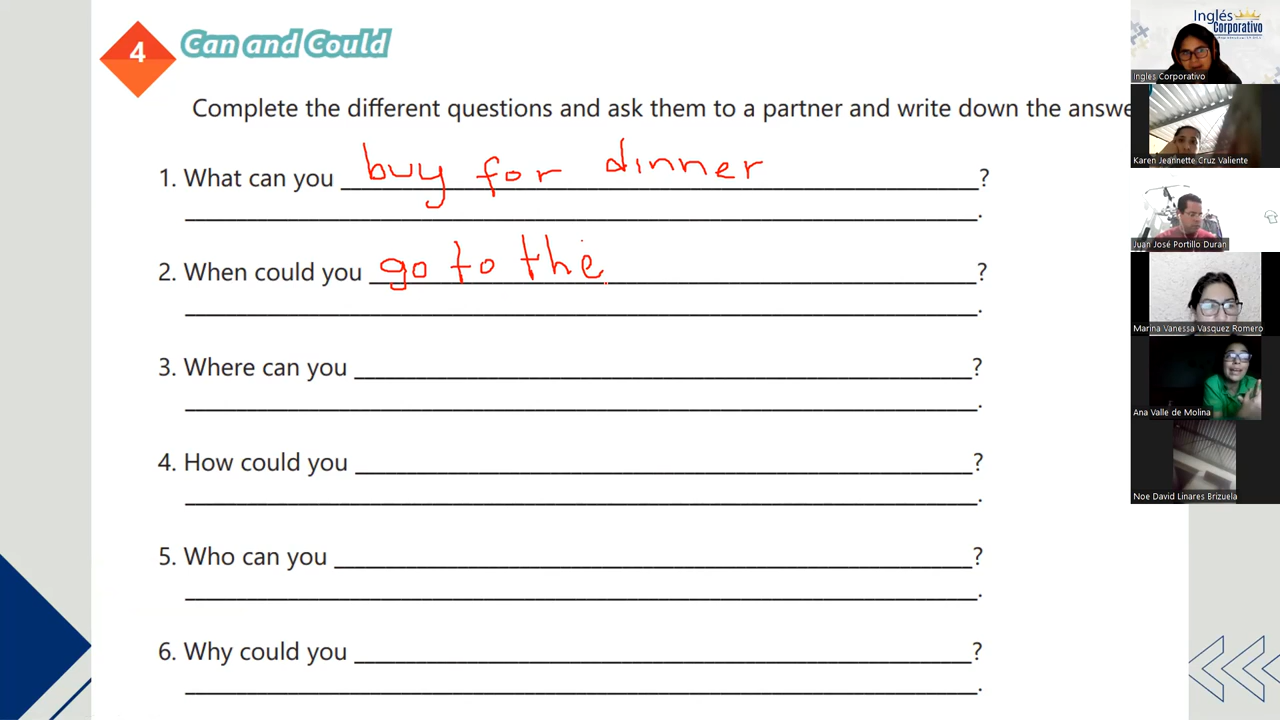 4
Can and Could
Complete the different questions and ask them to a partner and write down the answe
1. What can you buy for dinner ?
.
2. When could you go to the ?
.
3. Where can you ?
.
4. How could you ?
.
5. Who can you ?
.
6. Why could you ?
.
Inglés
Corporativo
Ingles Corporativo
Karen Jeannette Cruz Valiente
Juan José Portillo Duran
Marina Vanessa Vasquez Romero
Ana Valle de Molina
Noe David Linares Brizuela